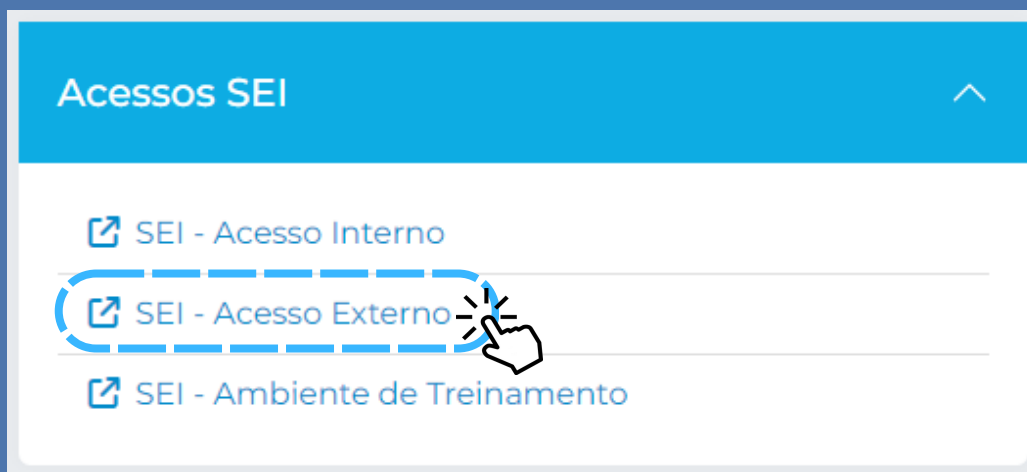 Acessos SEI
SEI - Acesso Interno
SEI - Acesso Externo
SEI - Ambiente de Treinamento